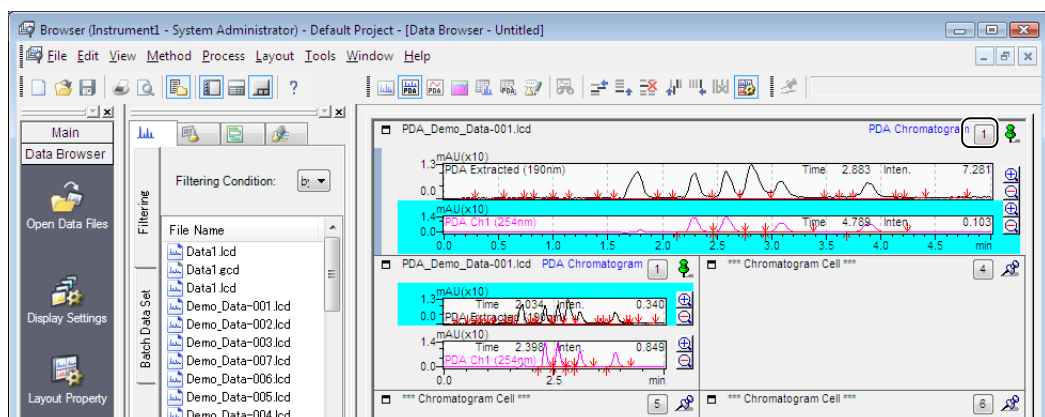 Browser (Instrument1 - System Administrator) - Default Project - [Data Browser - Untitled]
File Edit View Method Process Layout Tools Window Help
Main
Data Browser
Open Data Files
Display Settings
Layout Property
Filtering
Batch Data Set
Filtering Condition:
File Name
Data1.lcd
Data1.gcd
Data1.lcd
Demo_Data-001.lcd
Demo_Data-002.lcd
Demo_Data-003.lcd
Demo_Data-007.lcd
Demo_Data-006.lcd
Demo_Data-005.lcd
Demo_Data-004.lcd
PDA_Demo_Data-001.lcd PDA Chromatogram 1
mAU(x10)
1.3 PDA Extracted (190nm) Time 2.883 Inten. 7.281
0.0
mAU(x10)
1.4 PDA Ch1 (254nm) Time 4.789 Inten. 0.103
0.0
0.0 0.5 1.0 1.5 2.0 2.5 3.0 3.5 4.0 4.5 min
PDA_Demo_Data-001.lcd PDA Chromatogram 1
mAU(x10)
1.3 Time 2.034 Inten. 0.340
0.0 PDA Extracted (190nm)
mAU(x10)
1.4 Time 2.398 Inten. 0.849
0.0 PDA Ch1 (254nm)
0.0 2.5 min
*** Chromatogram Cell *** 4
*** Chromatogram Cell *** 5
*** Chromatogram Cell *** 6